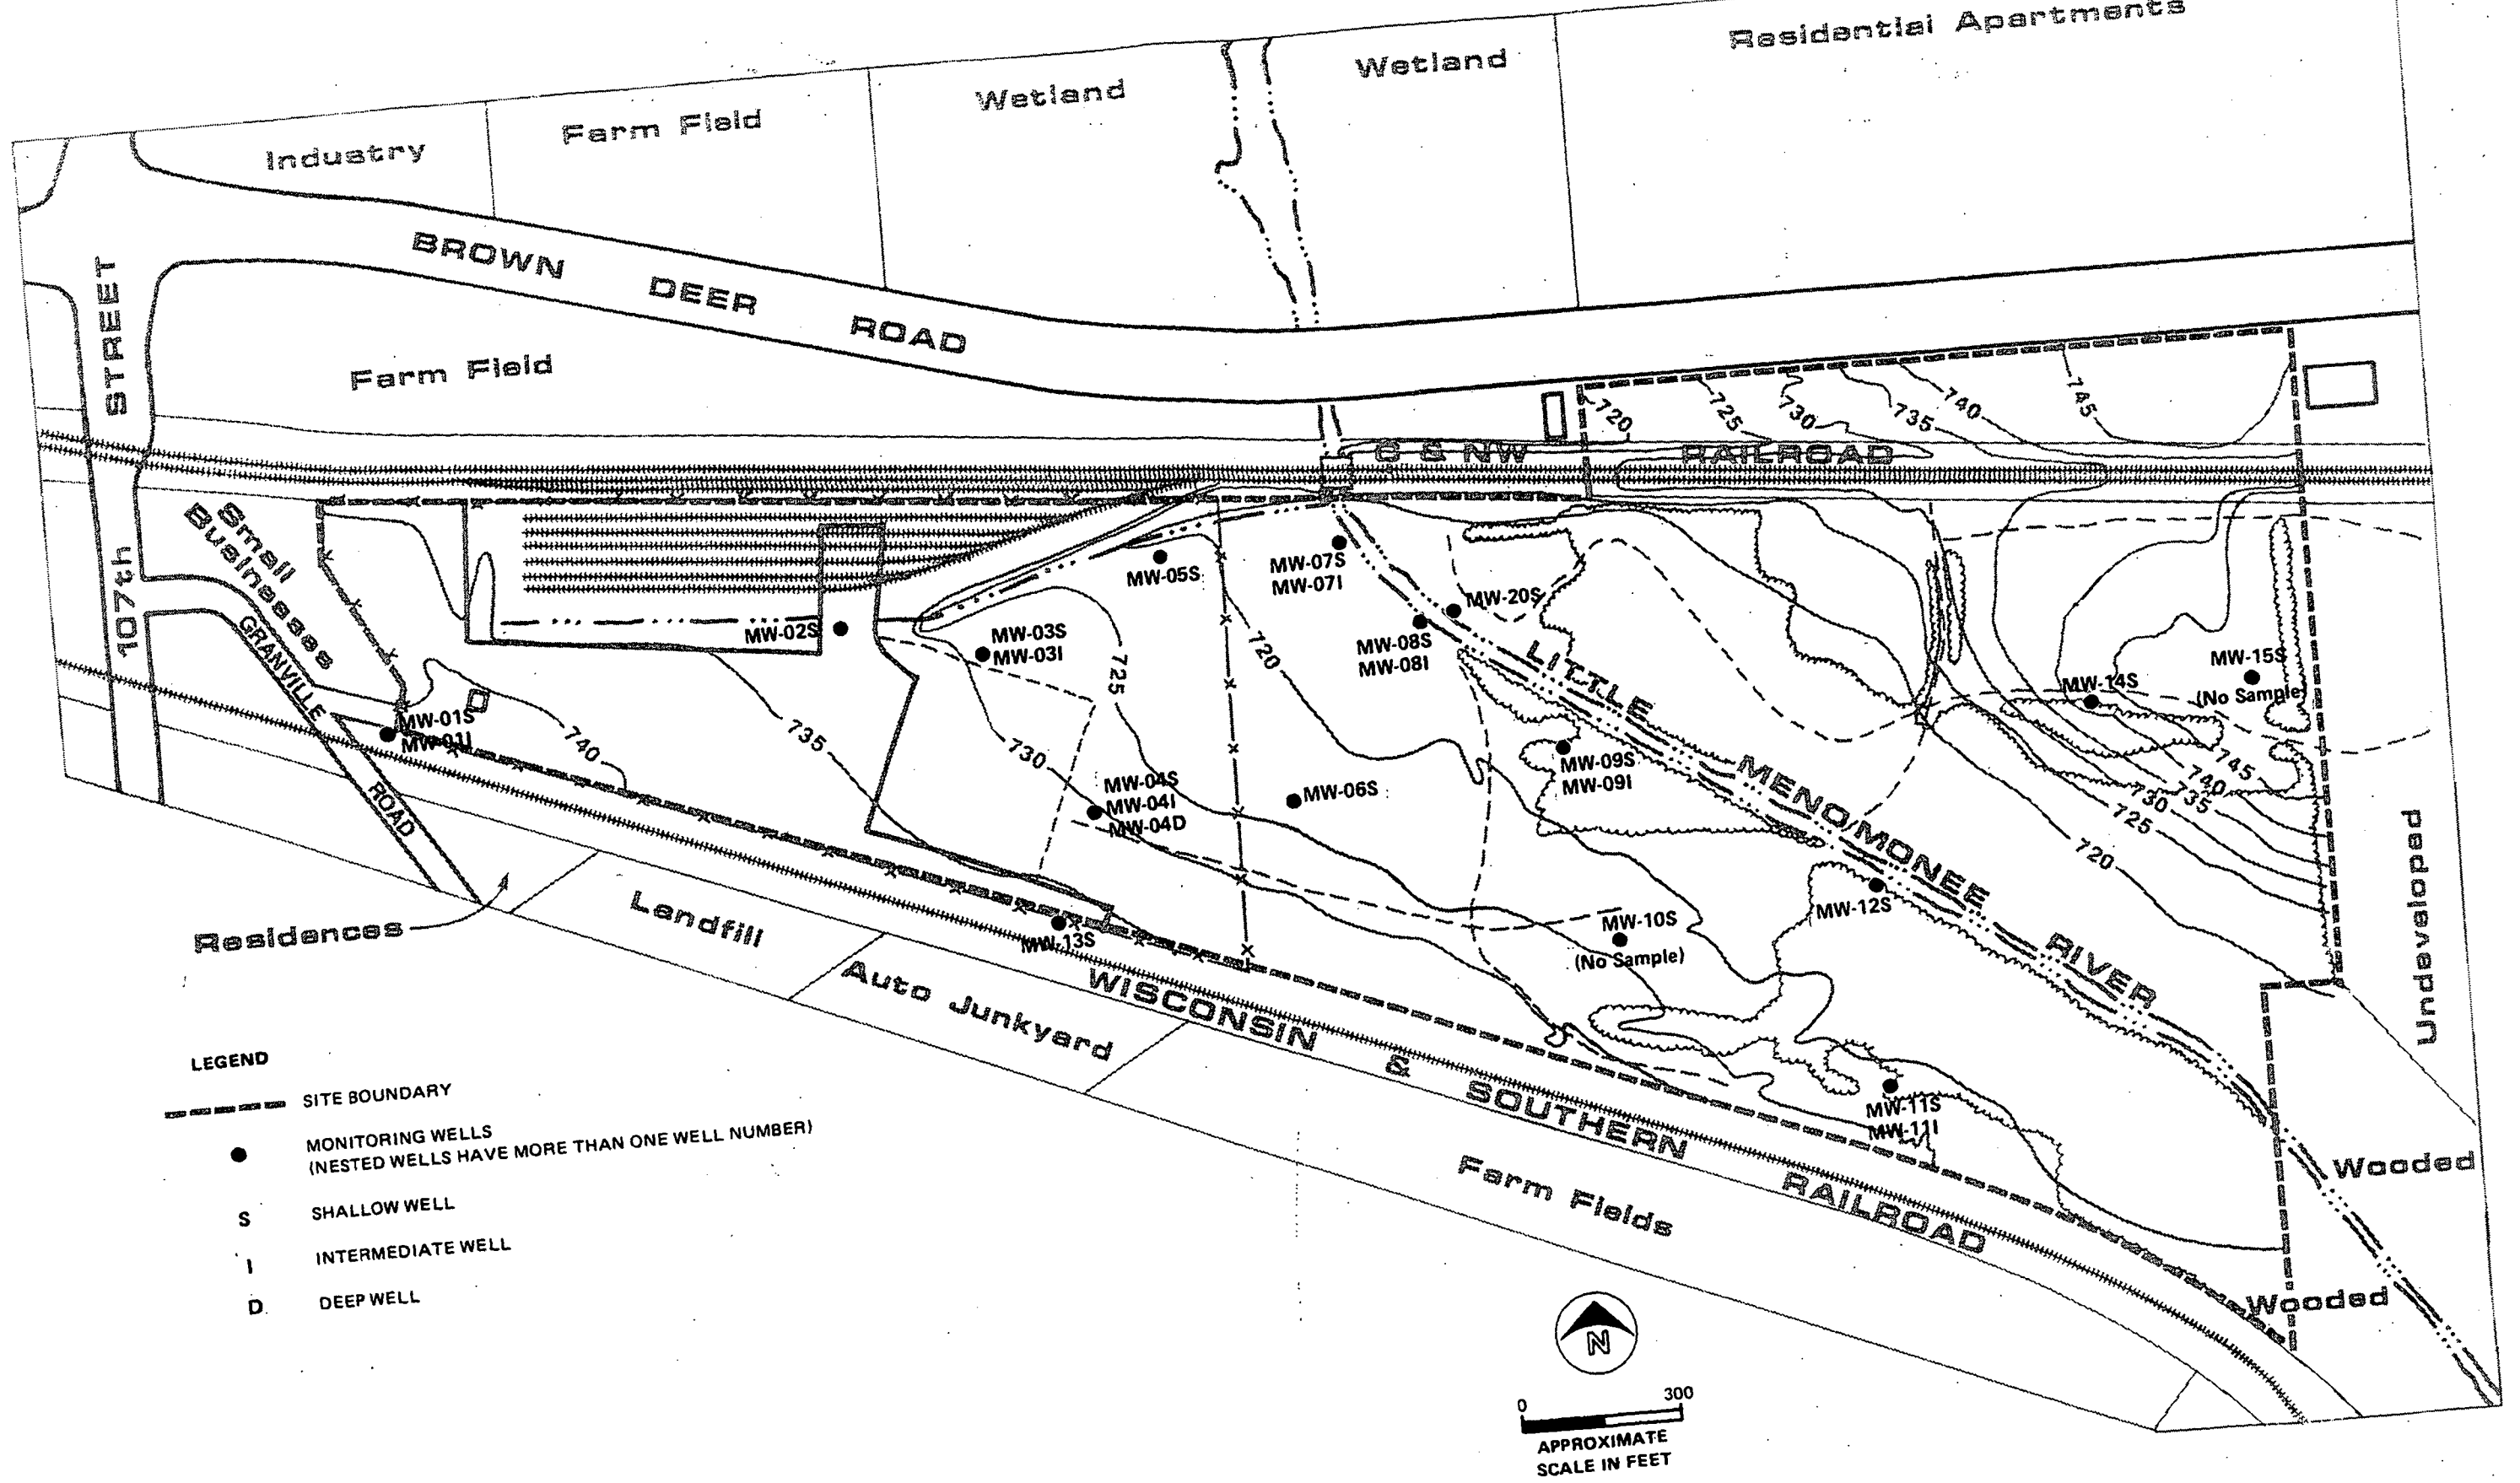 Residential Apartments
Wetland
Wetland
Farm Field
Industry
BROWN DEER ROAD
107th STREET
Farm Field
C & NW RAILROAD
720
725
730
735
740
745
Small
Businesses
GRANVILLE ROAD
MW-01S
MW-01I
MW-02S
MW-03S
MW-03I
MW-04S
MW-04I
MW-04D
MW-05S
MW-06S
MW-07S
MW-07I
MW-08S
MW-08I
MW-20S
MW-09S
MW-09I
MW-10S
(No Sample)
MW-11S
MW-11I
MW-12S
MW-13S
MW-14S
MW-15S
(No Sample)
740
735
730
725
720
745
740
735
730
725
720
LITTLE MENOMONEE RIVER
Undeveloped
Residences
Landfill
Auto Junkyard
WISCONSIN & SOUTHERN RAILROAD
Farm Fields
Wooded
Wooded
LEGEND
SITE BOUNDARY
MONITORING WELLS
(NESTED WELLS HAVE MORE THAN ONE WELL NUMBER)
S SHALLOW WELL
I INTERMEDIATE WELL
D DEEP WELL
N
0 300
APPROXIMATE
SCALE IN FEET